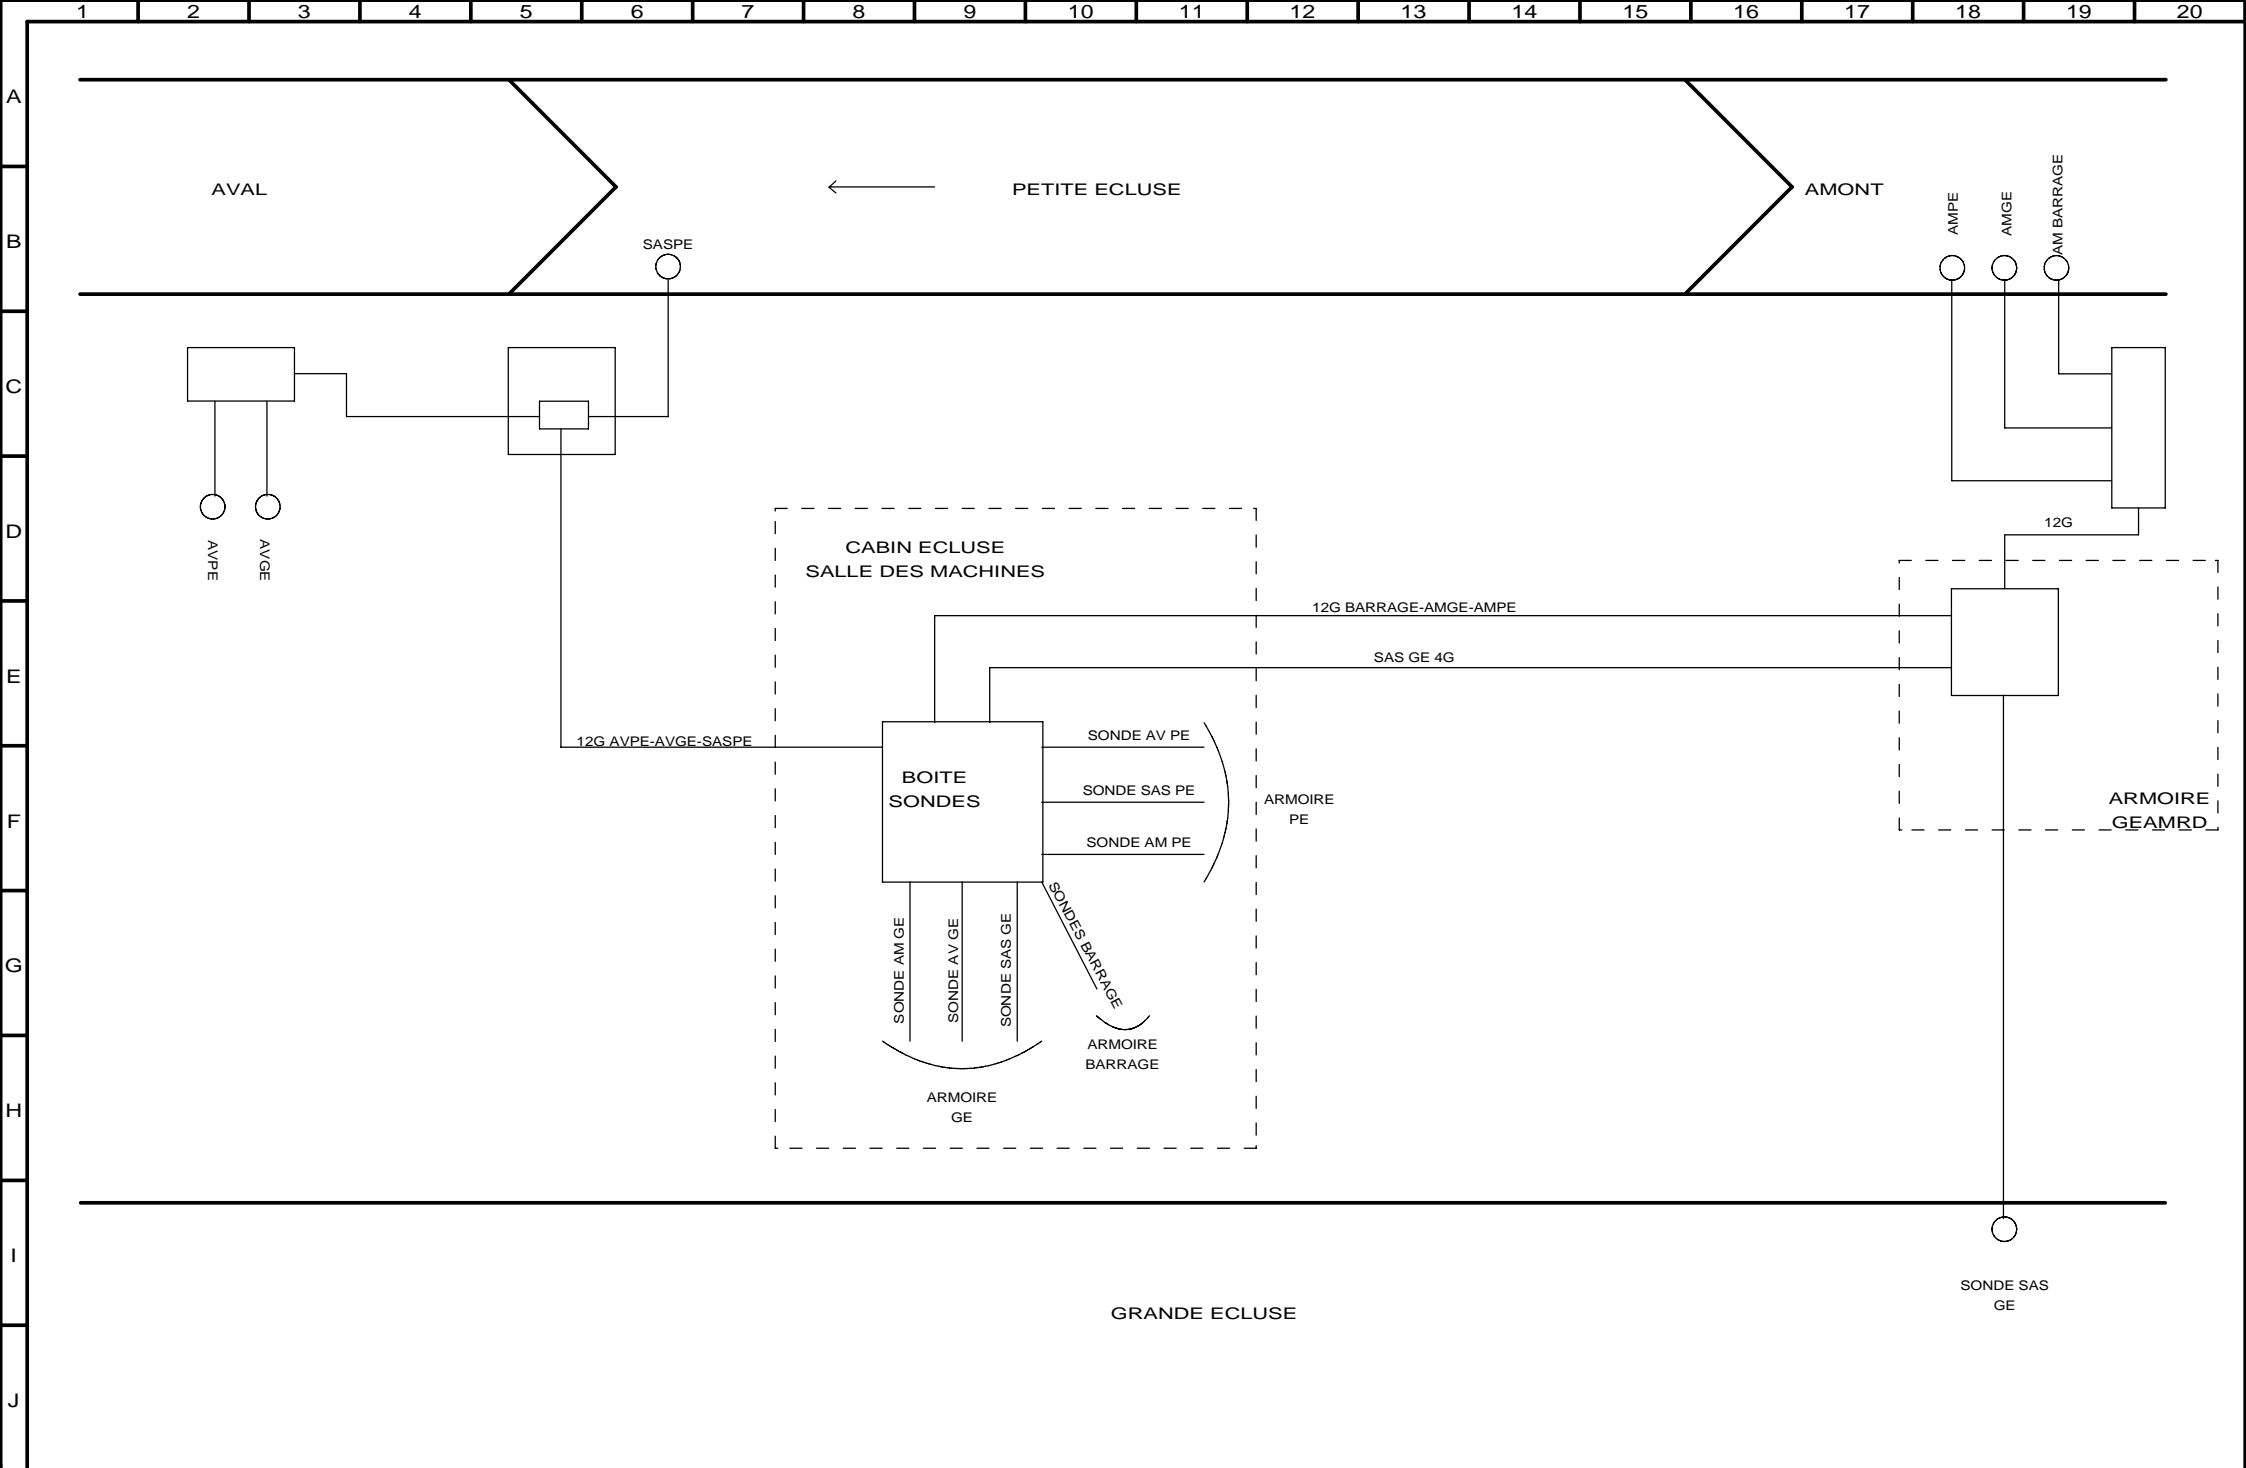 1 2 3 4 5 6 7 8 9 10 11 12 13 14 15 16 17 18 19 20
A
B
C
D
E
F
G
H
I
J
AVAL
PETITE ECLUSE
AMONT
SASPE
AMPE
AMGE
AM BARRAGE
AVPE
AVGE
12G
CABIN ECLUSE
SALLE DES MACHINES
12G BARRAGE-AMGE-AMPE
SAS GE 4G
12G AVPE-AVGE-SASPE
BOITE
SONDES
SONDE AV PE
SONDE SAS PE
SONDE AM PE
ARMOIRE
PE
ARMOIRE
GEAMRD
SONDE AM GE
SONDE AV GE
SONDE SAS GE
SONDES BARRAGE
ARMOIRE
BARRAGE
ARMOIRE
GE
SONDE SAS
GE
GRANDE ECLUSE